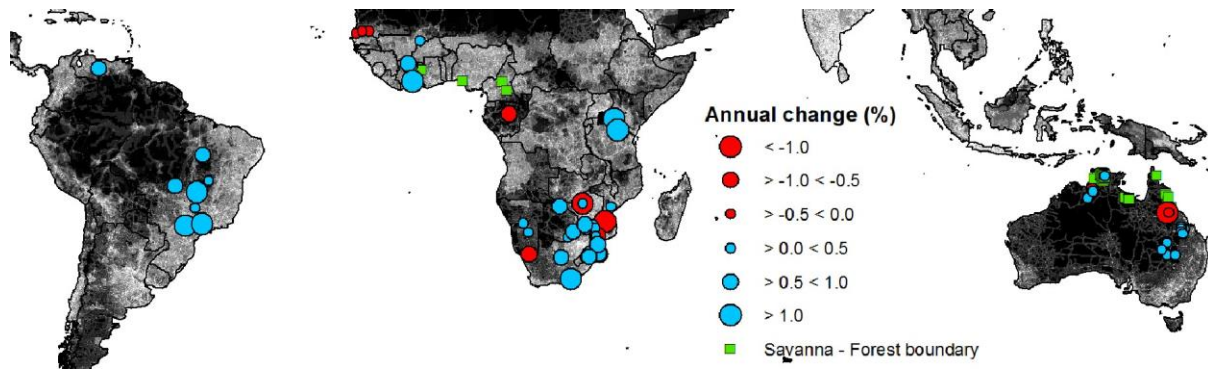 Annual change (%)
< -1.0
> -1.0 < -0.5
> -0.5 < 0.0
> 0.0 < 0.5
> 0.5 < 1.0
> 1.0
Savanna - Forest boundary